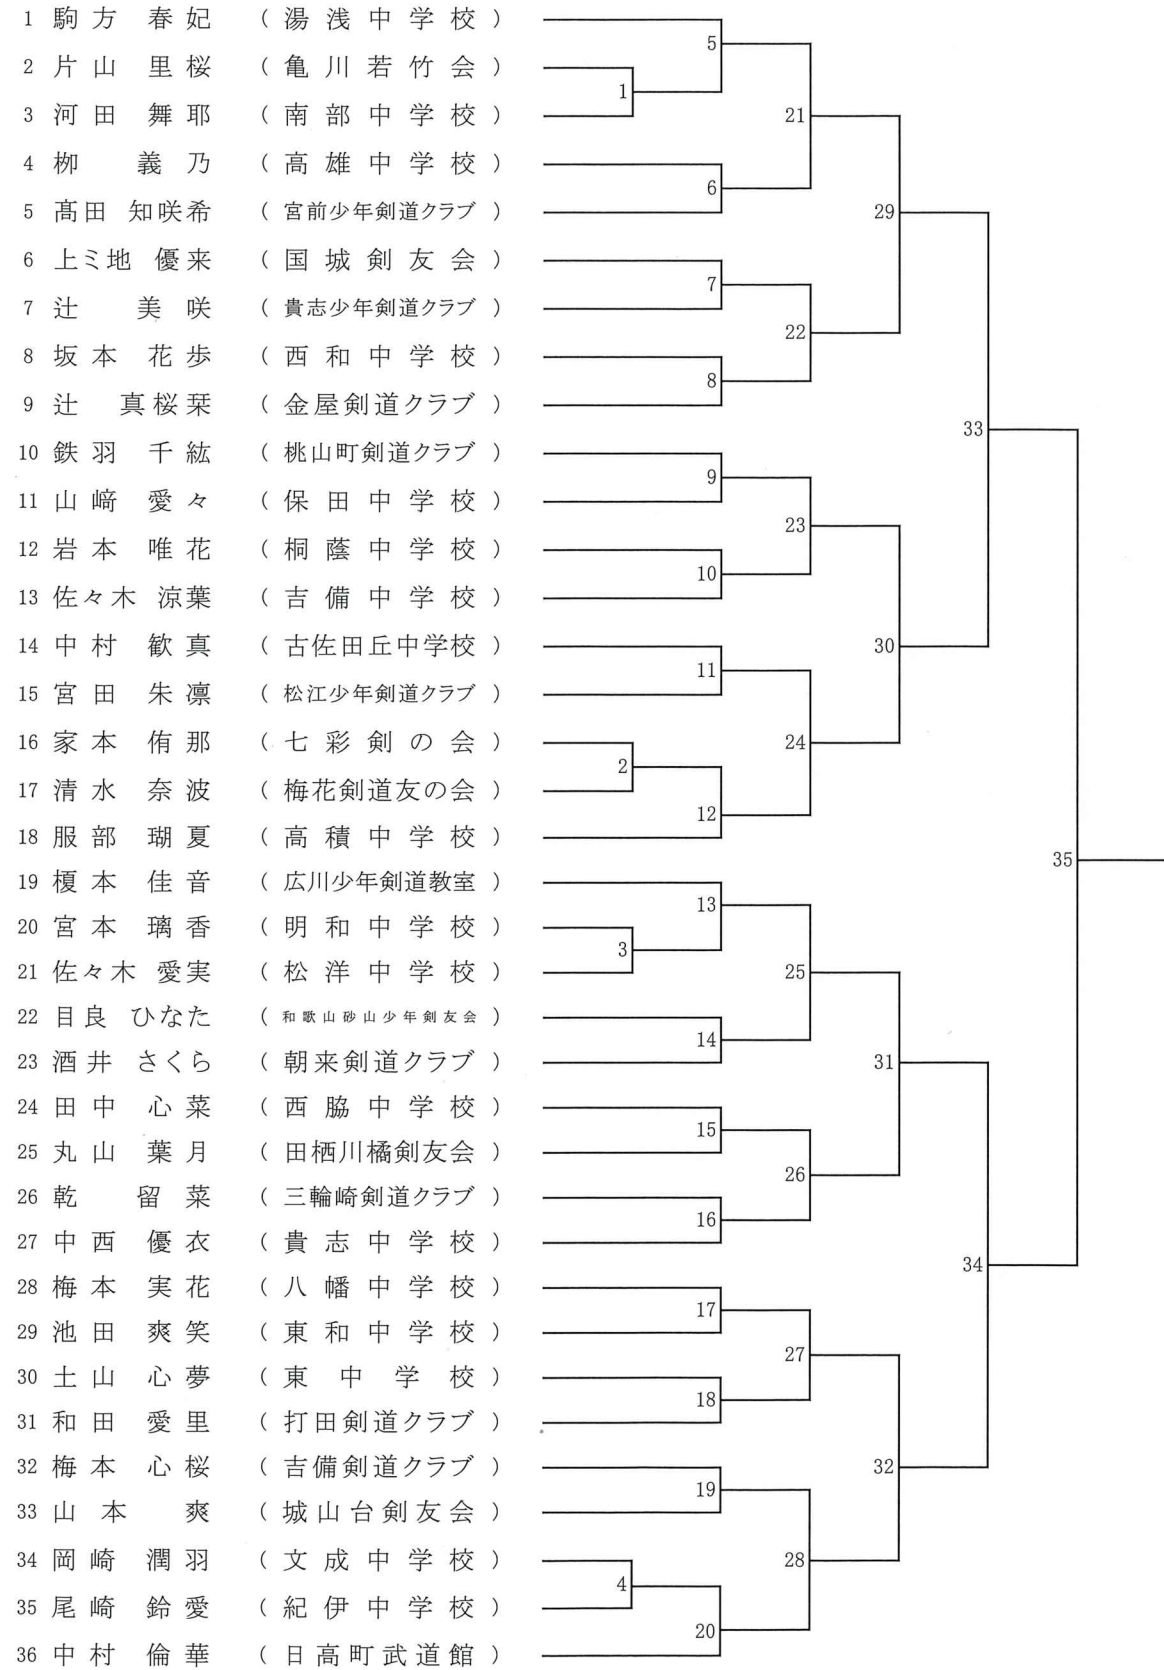 1 駒方 春妃 (湯浅中学校)
2 片山 里桜 (亀川若竹会)
3 河田 舞耶 (南部中学校)
4 栁 義乃 (高雄中学校)
5 髙田 知咲希 (宮前少年剣道クラブ)
6 上ミ地 優来 (国城剣友会)
7 辻 美咲 (貴志少年剣道クラブ)
8 坂本 花歩 (西和中学校)
9 辻 真桜栞 (金屋剣道クラブ)
10 鉄羽 千紘 (桃山町剣道クラブ)
11 山﨑 愛々 (保田中学校)
12 岩本 唯花 (桐蔭中学校)
13 佐々木 涼葉 (吉備中学校)
14 中村 歓真 (古佐田丘中学校)
15 宮田 朱凛 (松江少年剣道クラブ)
16 家本 侑那 (七彩剣の会)
17 清水 奈波 (梅花剣道友の会)
18 服部 瑚夏 (高積中学校)
19 榎本 佳音 (広川少年剣道教室)
20 宮本 璃香 (明和中学校)
21 佐々木 愛実 (松洋中学校)
22 目良 ひなた (和歌山砂山少年剣友会)
23 酒井 さくら (朝来剣道クラブ)
24 田中 心菜 (西脇中学校)
25 丸山 葉月 (田栖川橘剣友会)
26 乾 留菜 (三輪崎剣道クラブ)
27 中西 優衣 (貴志中学校)
28 梅本 実花 (八幡中学校)
29 池田 爽笑 (東和中学校)
30 土山 心夢 (東中学校)
31 和田 愛里 (打田剣道クラブ)
32 梅本 心桜 (吉備剣道クラブ)
33 山本 爽 (城山台剣友会)
34 岡崎 潤羽 (文成中学校)
35 尾崎 鈴愛 (紀伊中学校)
36 中村 倫華 (日高町武道館)
1
2
3
4
5
6
7
8
9
10
11
12
13
14
15
16
17
18
19
20
21
22
23
24
25
26
27
28
29
30
31
32
33
34
35